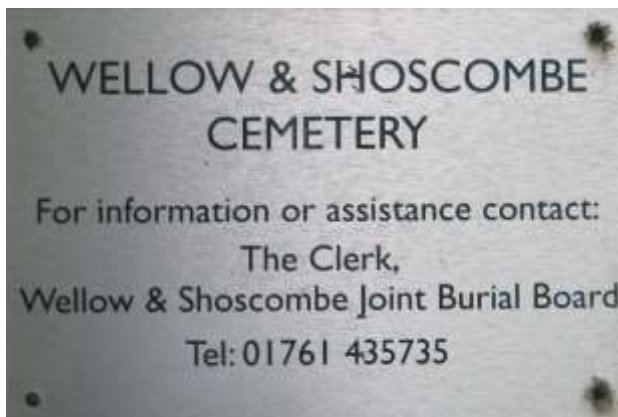 WELLOW & SHOSCOMBE
CEMETERY
For information or assistance contact:
The Clerk,
Wellow & Shoscombe Joint Burial Board
Tel: 01761 435735